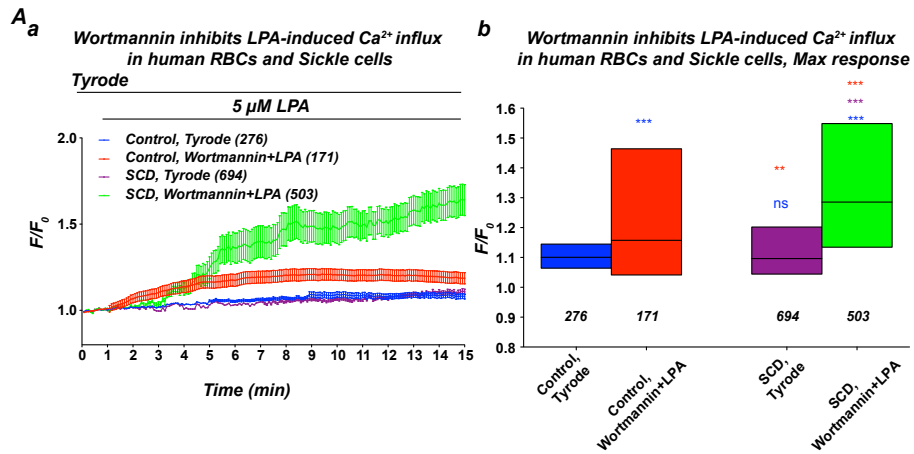 A
a
Wortmannin inhibits LPA-induced Ca²⁺ influx
in human RBCs and Sickle cells
Tyrode
5 µM LPA
Control, Tyrode (276)
Control, Wortmannin+LPA (171)
SCD, Tyrode (694)
SCD, Wortmannin+LPA (503)
2.0
1.5
1.0
F/F₀
0 1 2 3 4 5 6 7 8 9 10 11 12 13 14 15
Time (min)
b
Wortmannin inhibits LPA-induced Ca²⁺ influx
in human RBCs and Sickle cells, Max response
***
***
***
***
**
ns
1.6
1.5
1.4
1.3
1.2
1.1
1.0
0.9
0.8
F/F₀
276 171 694 503
Control,
Tyrode
Control,
Wortmannin+LPA
SCD,
Tyrode
SCD,
Wortmannin+LPA